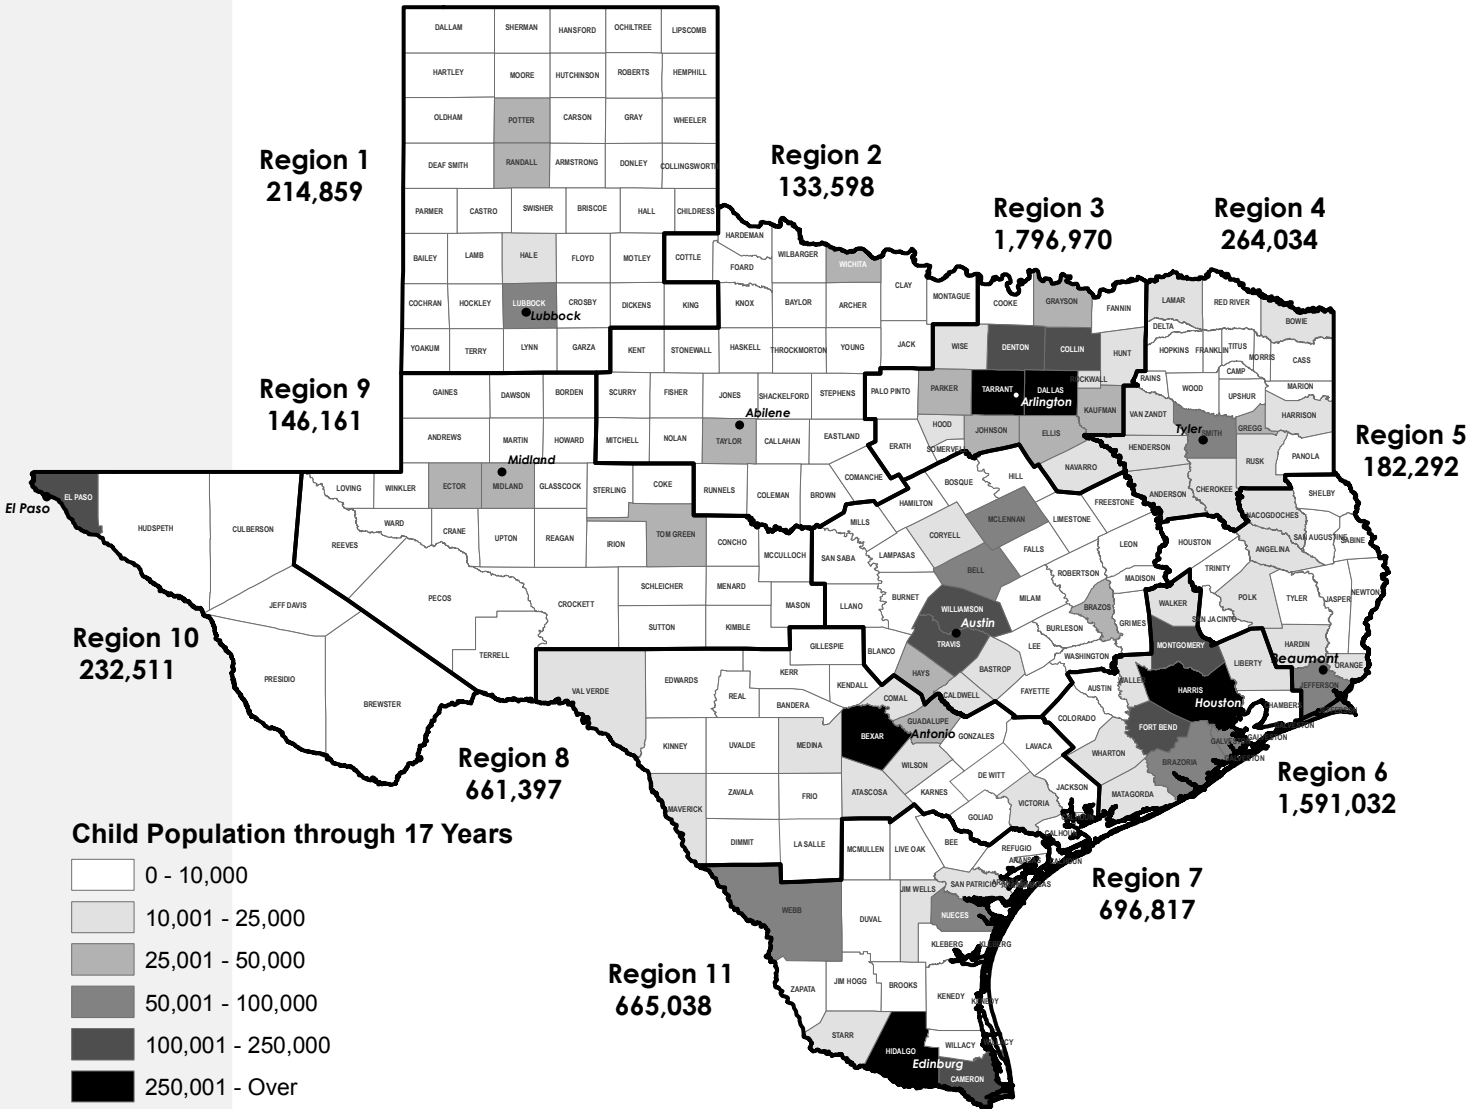 DALLAM SHERMAN HANSFORD OCHILTREE LIPSCOMB
HARTLEY MOORE HUTCHINSON ROBERTS HEMPHILL
OLDHAM POTTER CARSON GRAY WHEELER
Region 1
214,859
DEAF SMITH RANDALL ARMSTRONG DONLEY COLLINGSWORTH
Region 2
133,598
PARMER CASTRO SWISHER BRISCOE HALL CHILDRESS
Region 3
1,796,970
Region 4
264,034
BAILEY LAMB HALE FLOYD MOTLEY COTTLE HARDEMAN FOARD WILBARGER WICHITA CLAY MONTAGUE
COCHRAN HOCKLEY LUBBOCK CROSBY DICKENS KING KNOX BAYLOR ARCHER COOKE GRAYSON FANNIN LAMAR RED RIVER BOWIE
Lubbock
YOAKUM TERRY LYNN GARZA KENT STONEWALL HASKELL THROCKMORTON YOUNG JACK WISE DENTON COLLIN HUNT DELTA HOPKINS FRANKLIN TITUS MORRIS CASS
Region 9
146,161
GAINES DAWSON BORDEN SCURRY FISHER JONES SHACKELFORD STEPHENS PALO PINTO PARKER TARRANT DALLAS ROCKWALL KAUFMAN RAINS WOOD CAMP UPSHUR MARION
Abilene
Arlington
ANDREWS MARTIN HOWARD MITCHELL NOLAN TAYLOR CALLAHAN EASTLAND ERATH HOOD SOMERVELL JOHNSON ELLIS VAN ZANDT SMITH GREGG HARRISON
Tyler
Midland
Region 5
182,292
EL PASO
El Paso
HUDSPETH CULBERSON LOVING WINKLER ECTOR MIDLAND GLASSCOCK STERLING COKE RUNNELS COLEMAN BROWN COMANCHE HAMILTON BOSQUE HILL NAVARRO HENDERSON ANDERSON CHEROKEE RUSK PANOLA
REEVES WARD CRANE UPTON REAGAN IRION TOM GREEN CONCHO MCCULLOCH SAN SABA MILLS LAMPASAS CORYELL MCLENNAN LIMESTONE FREESTONE LEON HOUSTON NACOGDOCHES SHELBY SAN AUGUSTINE SABINE
JEFF DAVIS PECOS CROCKETT SCHLEICHER MENARD MASON LLANO BURNET BELL FALLS MILAM ROBERTSON MADISON TRINITY ANGELINA POLK TYLER JASPER NEWTON
Region 10
232,511
TERRELL SUTTON KIMBLE GILLESPIE BLANCO WILLIAMSON TRAVIS BURLESON BRAZOS GRIMES WALKER SAN JACINTO HARDIN ORANGE
Austin
Beaumont
PRESIDIO BREWSTER VAL VERDE EDWARDS REAL KERR BANDERA KENDALL COMAL HAYS CALDWELL BASTROP LEE FAYETTE WASHINGTON AUSTIN WALLER MONTGOMERY HARRIS LIBERTY CHAMBERS JEFFERSON
Houston
Region 8
661,397
KINNEY UVALDE MEDINA BEXAR GUADALUPE GONZALES LAVACA COLORADO WHARTON FORT BEND BRAZORIA GALVESTON
Antonio
MAVERICK ZAVALA FRIO ATASCOSA WILSON KARNES DE WITT VICTORIA JACKSON MATAGORDA
Region 6
1,591,032
Child Population through 17 Years
0 - 10,000
10,001 - 25,000
25,001 - 50,000
50,001 - 100,000
100,001 - 250,000
250,001 - Over
DIMMIT LA SALLE MCMULLEN LIVE OAK BEE GOLIAD REFUGIO CALHOUN
Region 7
696,817
WEBB DUVAL JIM WELLS SAN PATRICIO NUECES KLEBERG
Region 11
665,038
ZAPATA JIM HOGG BROOKS KENEDY
STARR HIDALGO WILLACY CAMERON
Edinburg